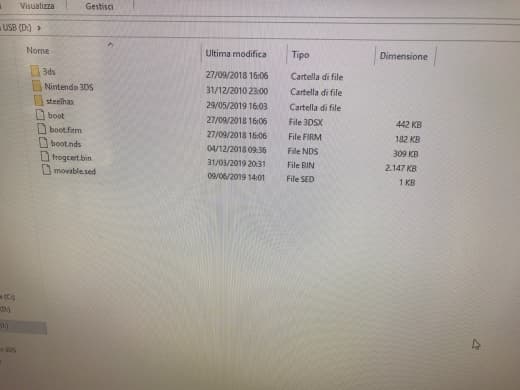 Visualizza Gestisci
USB (D:) >
Nome Ultima modifica Tipo Dimensione
3ds 27/09/2018 16:06 Cartella di file
Nintendo 3DS 31/12/2010 23:00 Cartella di file
steelhax 29/05/2019 16:03 Cartella di file
boot 27/09/2018 16:06 File 3DSX 442 KB
boot.firm 27/09/2018 16:06 File FIRM 182 KB
boot.nds 04/12/2018 09:36 File NDS 309 KB
frogcert.bin 31/03/2019 20:31 File BIN 2.147 KB
movable.sed 09/06/2019 14:01 File SED 1 KB
(C:)